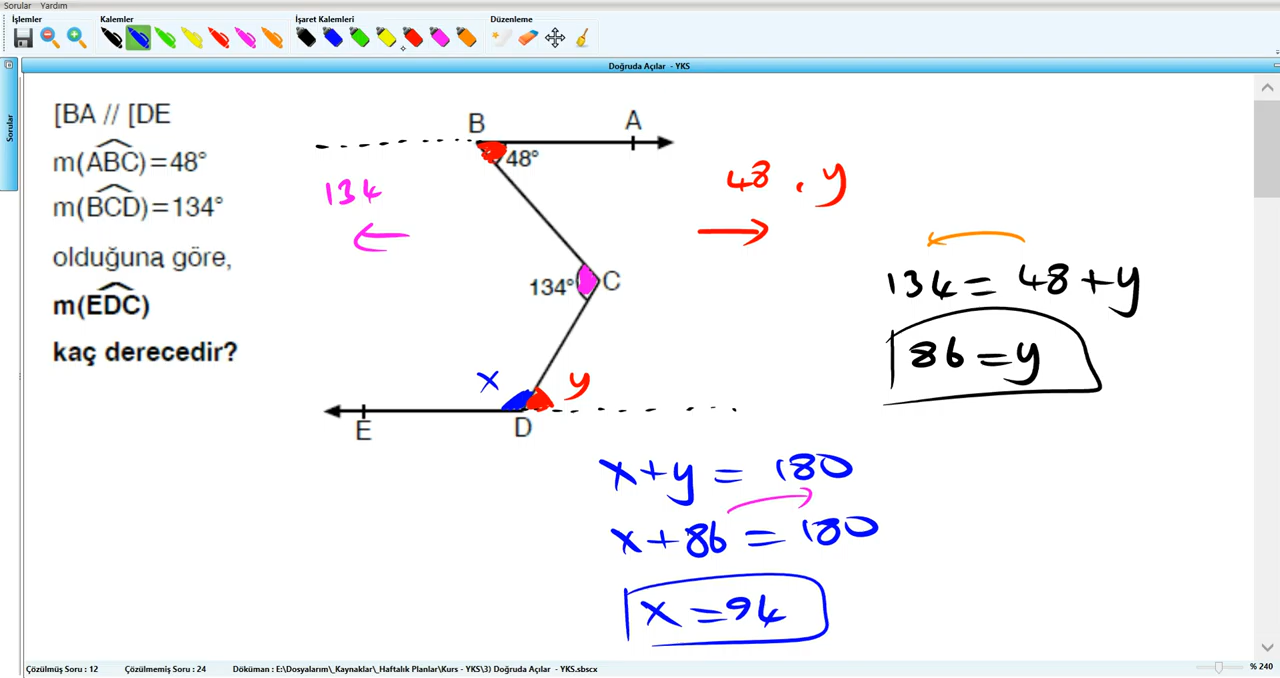 Sorular Yardım
İşlemler Kalemler İşaret Kalemleri Düzenleme
Doğruda Açılar - YKS
Sorular
[BA // [DE
m(ABC)=48°
m(BCD)=134°
olduğuna göre,
m(EDC)
kaç derecedir?
B A
48°
134
48 . y
134° C
x y
E D
134 = 48 + y
86 = y
x + y = 180
x + 86 = 180
x = 94
Çözülmüş Soru : 12 Çözülmemiş Soru : 24 Döküman : E:\Dosyalarım\_Kaynaklar\_Haftalık Planlar\Kurs - YKS\3) Doğruda Açılar - YKS.sbscx % 240